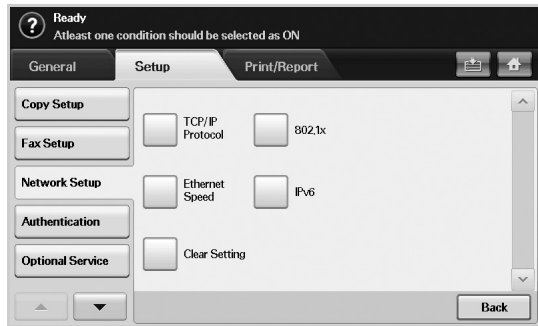 ?
Ready
Atleast one condition should be selected as ON
General
Setup
Print/Report
Copy Setup
Fax Setup
Network Setup
Authentication
Optional Service
TCP/IP
Protocol
802,1x
Ethernet
Speed
IPv6
Clear Setting
Back